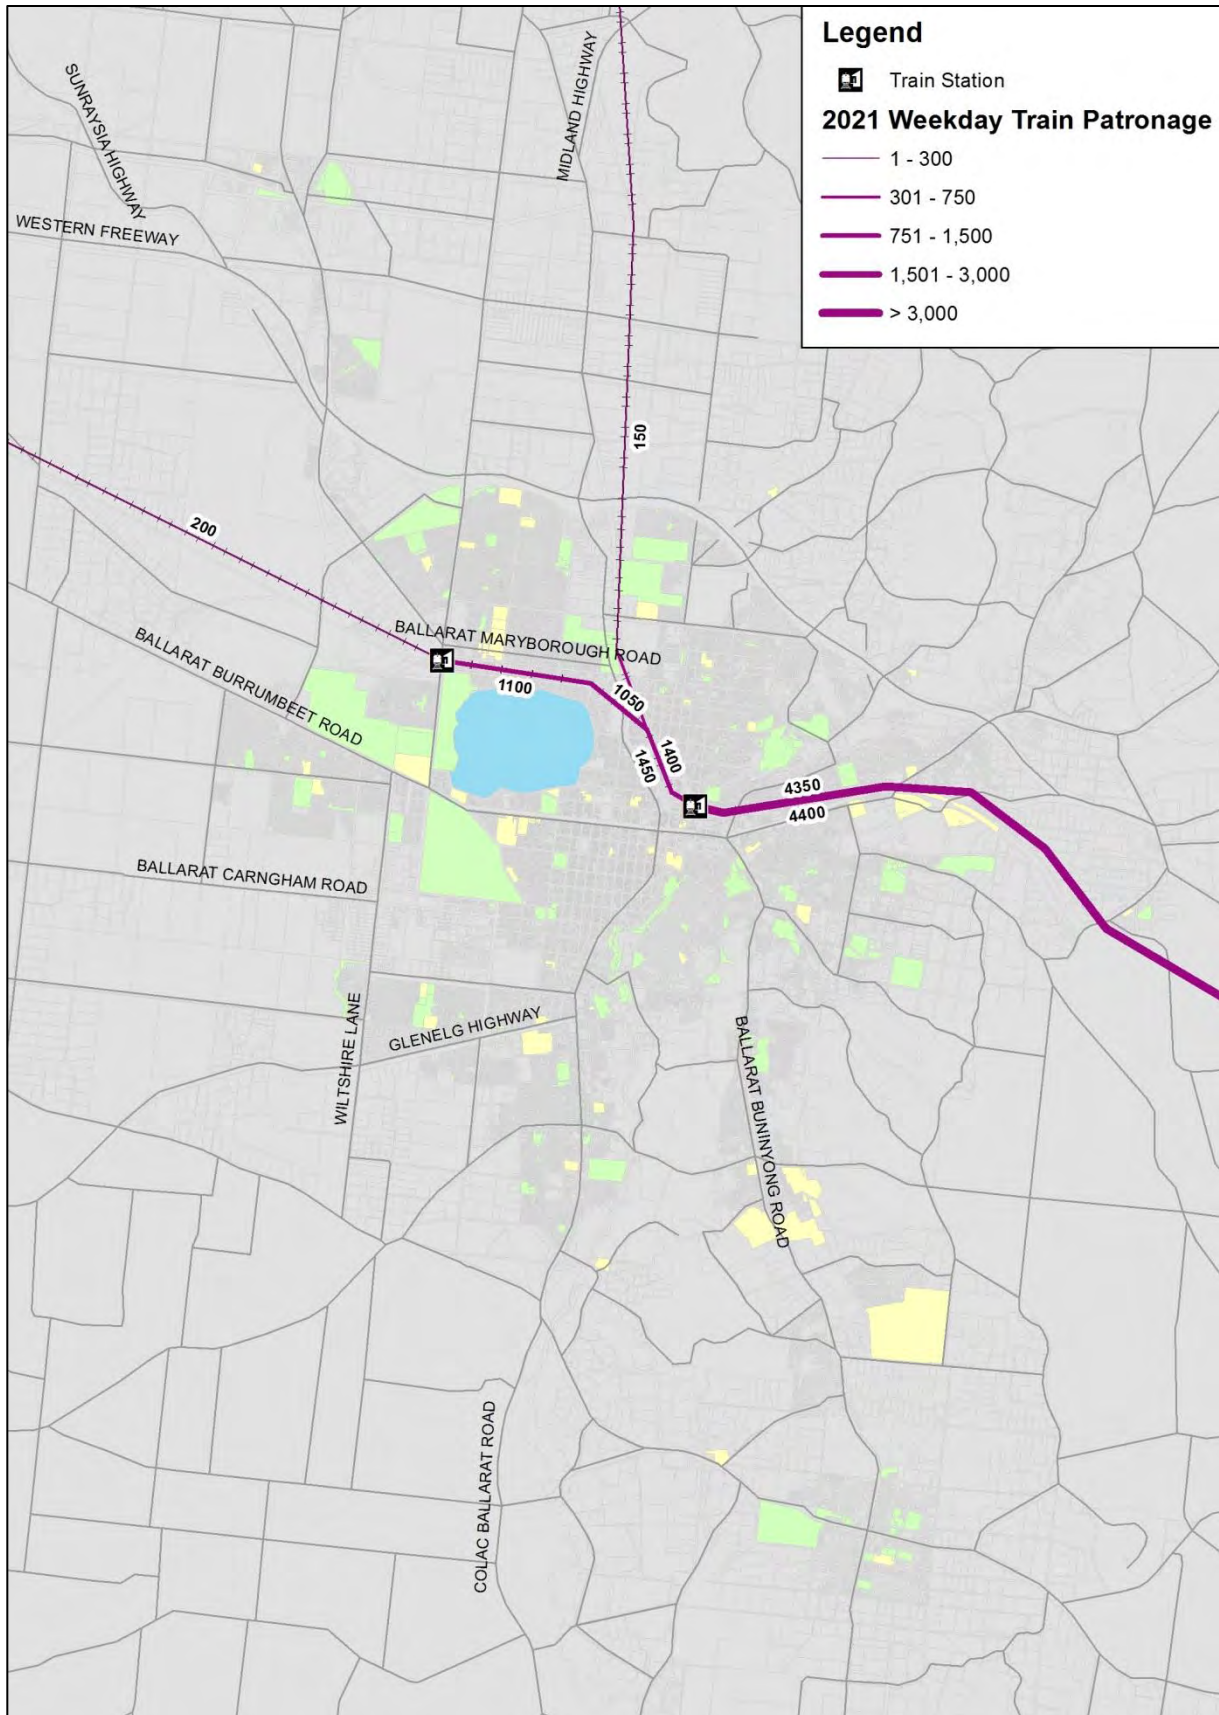 Legend
Train Station
2021 Weekday Train Patronage
1 - 300
301 - 750
751 - 1,500
1,501 - 3,000
> 3,000
MIDLAND HIGHWAY
SUNRAYSIA HIGHWAY
WESTERN FREEWAY
150
200
BALLARAT MARYBOROUGH ROAD
BALLARAT BURRUMBEET ROAD
1100
1050
1400
1450
4350
4400
BALLARAT CARNGHAM ROAD
WILTSHIRE LANE
GLENELG HIGHWAY
BALLARAT BUNINYONG ROAD
COLAC BALLARAT ROAD